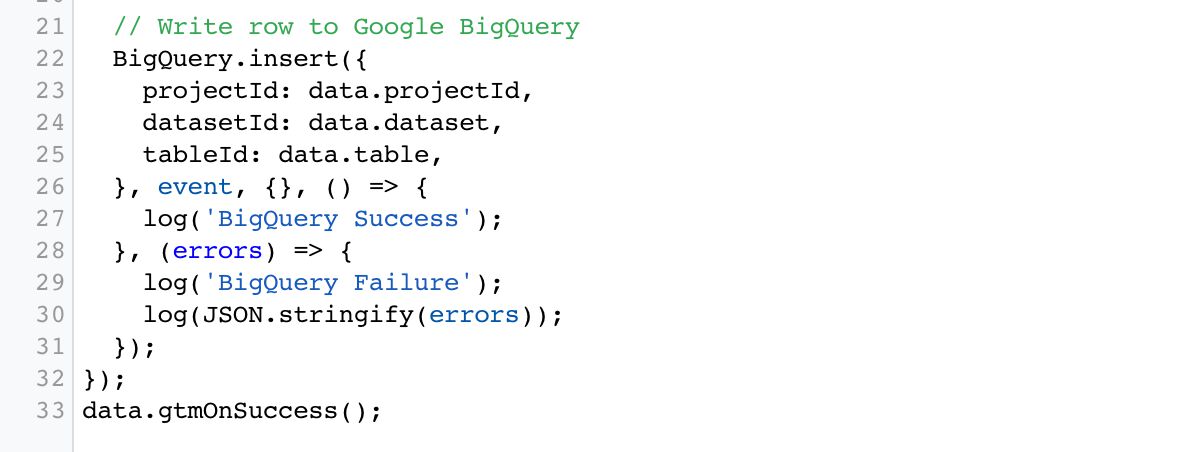 21 // Write row to Google BigQuery
22 BigQuery.insert({
23 projectId: data.projectId,
24 datasetId: data.dataset,
25 tableId: data.table,
26 }, event, {}, () => {
27 log('BigQuery Success');
28 }, (errors) => {
29 log('BigQuery Failure');
30 log(JSON.stringify(errors));
31 });
32 });
33 data.gtmOnSuccess();